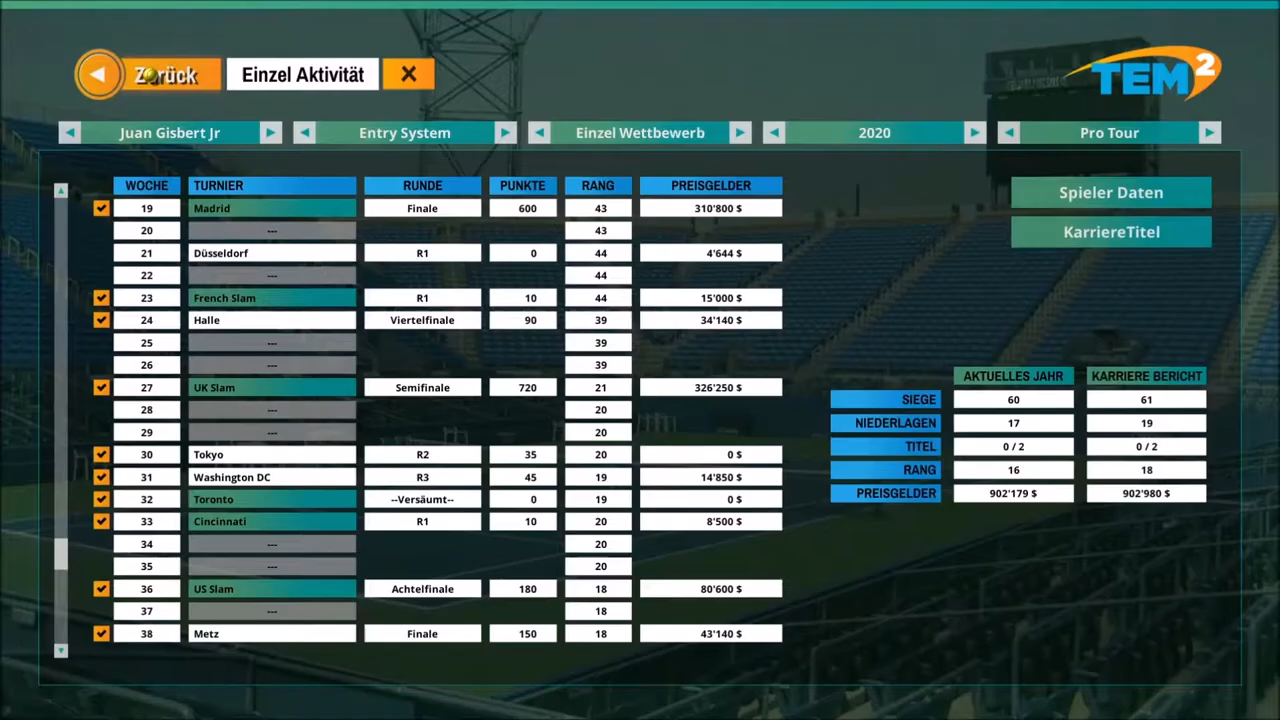 Zurück Einzel Aktivität
TEM2
Juan Gisbert Jr Entry System Einzel Wettbewerb 2020 Pro Tour
WOCHE TURNIER RUNDE PUNKTE RANG PREISGELDER
19 Madrid Finale 600 43 310'800 $
20 --- 43
21 Düsseldorf R1 0 44 4'644 $
22 --- 44
23 French Slam R1 10 44 15'000 $
24 Halle Viertelfinale 90 39 34'140 $
25 --- 39
26 --- 39
27 UK Slam Semifinale 720 21 326'250 $
28 --- 20
29 --- 20
30 Tokyo R2 35 20 0 $
31 Washington DC R3 45 19 14'850 $
32 Toronto --Versäumt-- 0 19 0 $
33 Cincinnati R1 10 20 8'500 $
34 --- 20
35 --- 20
36 US Slam Achtelfinale 180 18 80'600 $
37 --- 18
38 Metz Finale 150 18 43'140 $
Spieler Daten
KarriereTitel
AKTUELLES JAHR KARRIERE BERICHT
SIEGE 60 61
NIEDERLAGEN 17 19
TITEL 0 / 2 0 / 2
RANG 16 18
PREISGELDER 902'179 $ 902'980 $